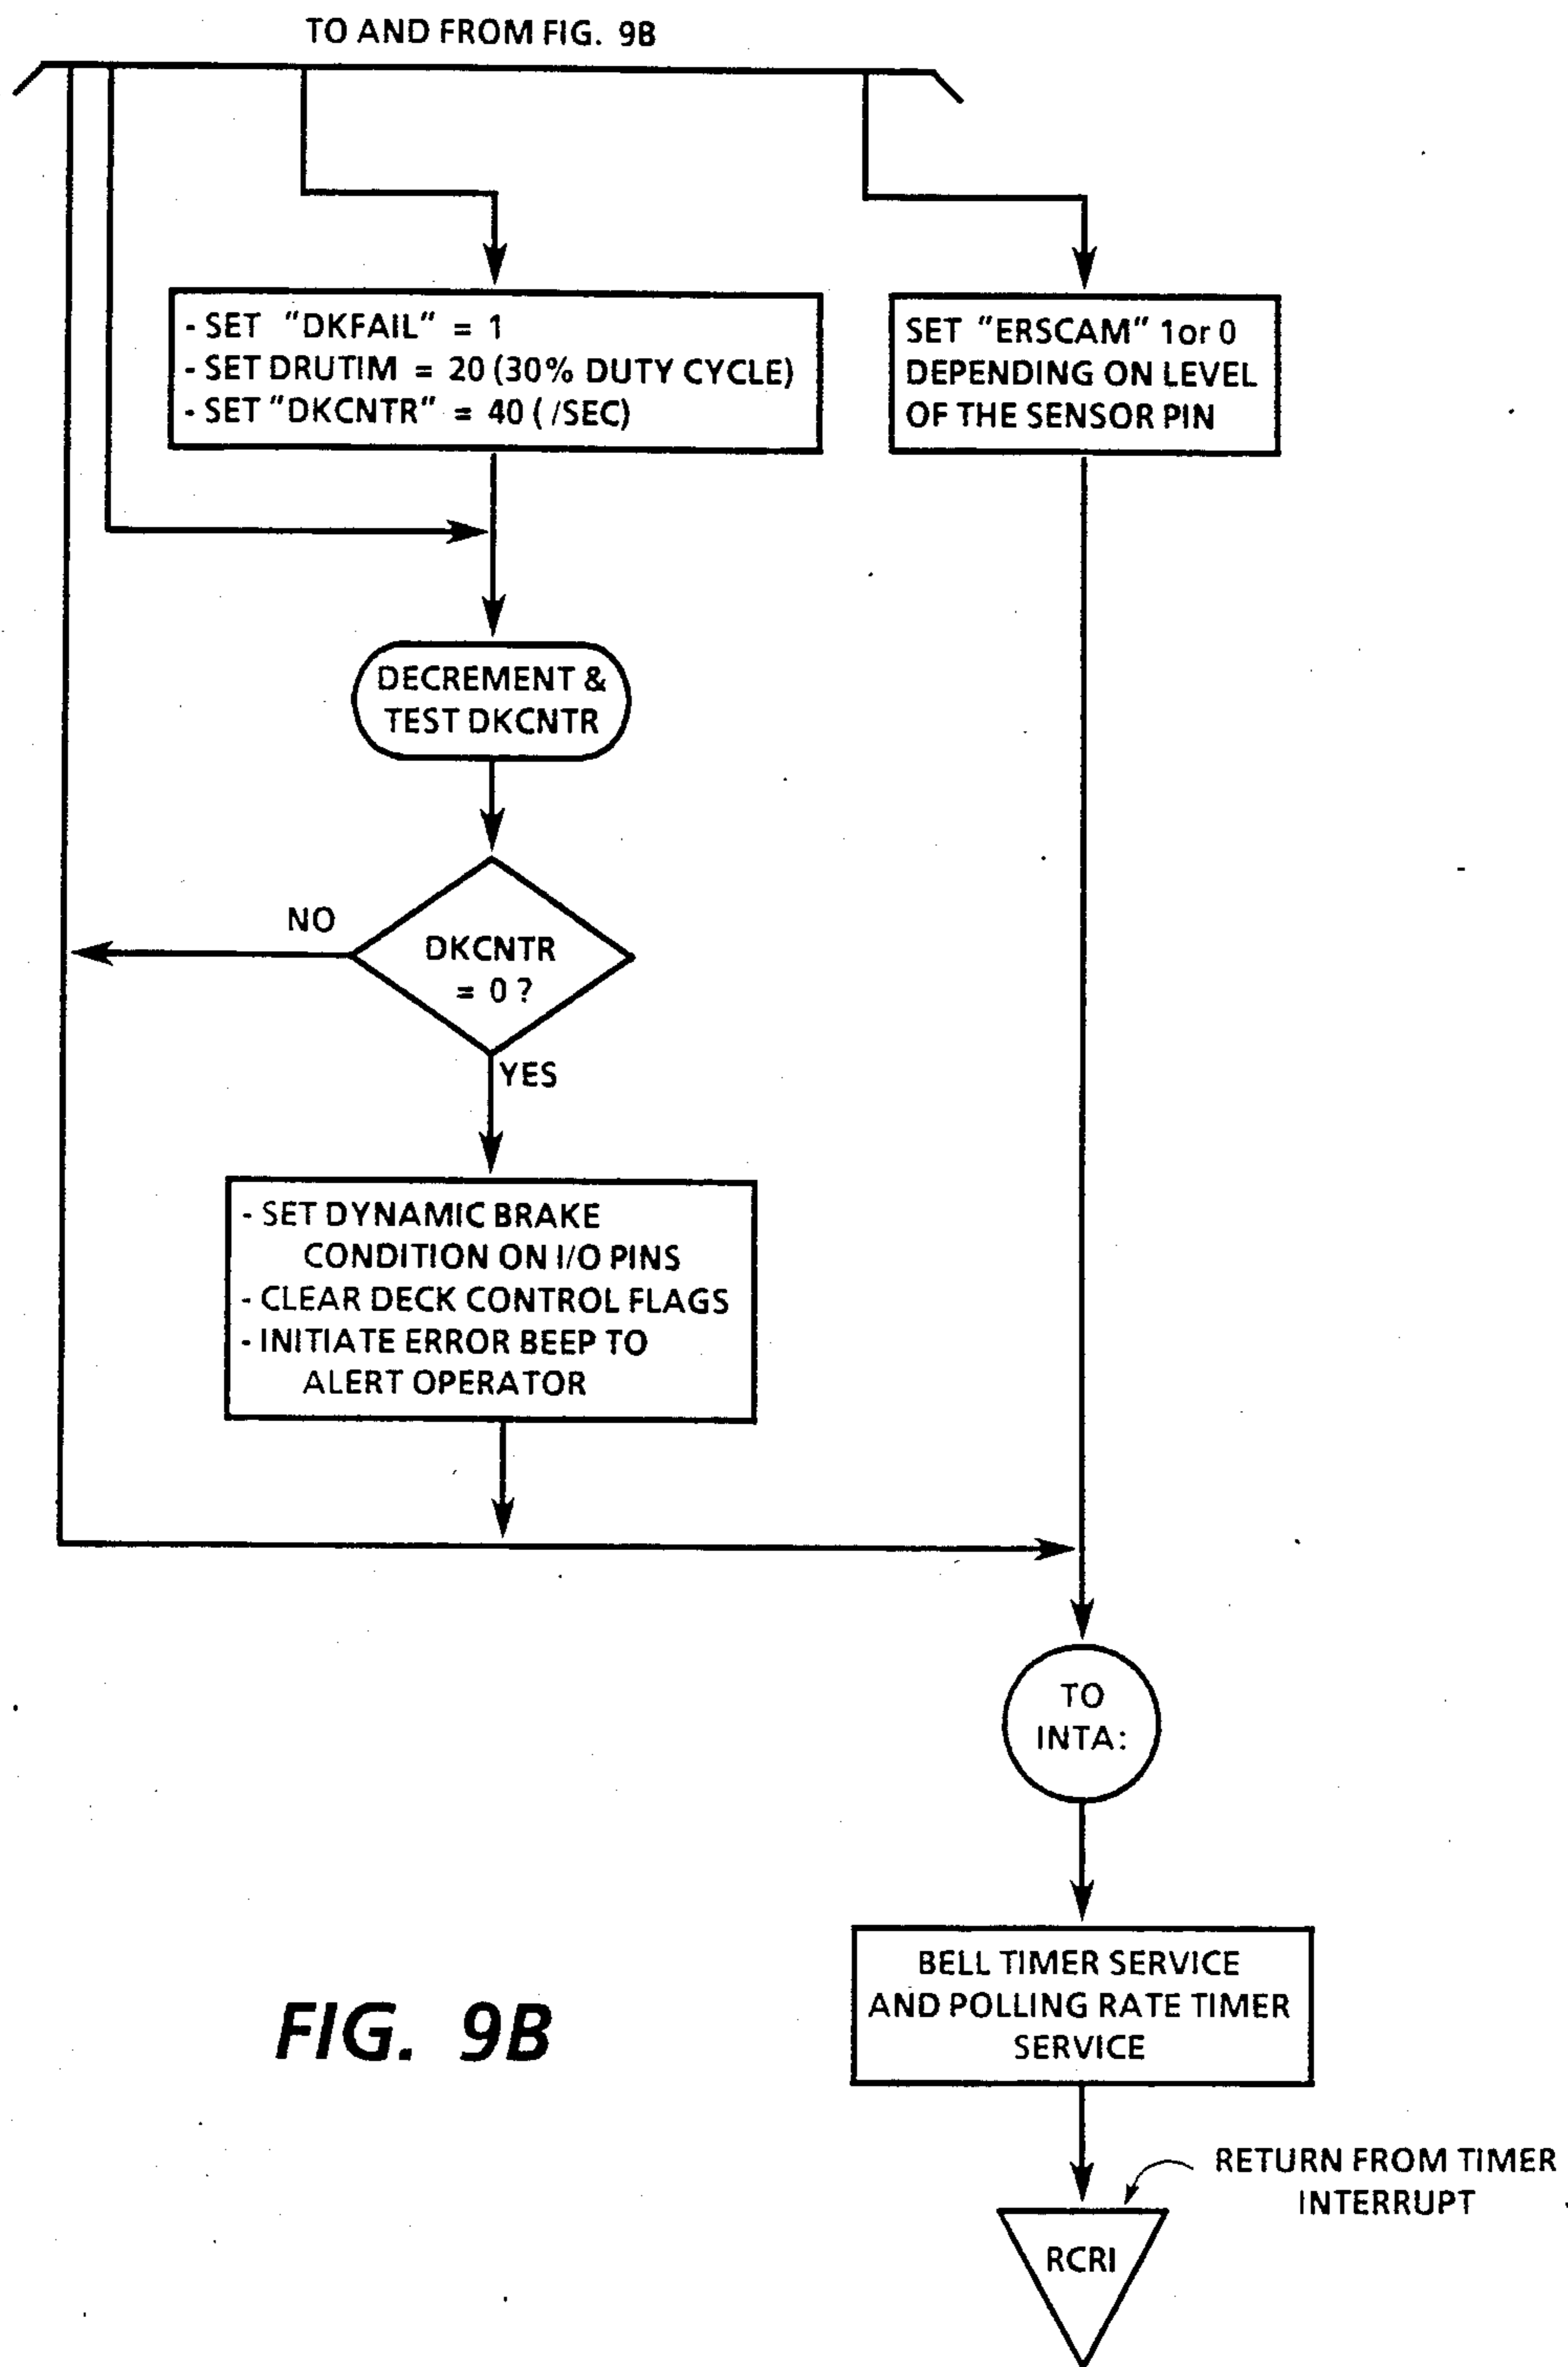 TO AND FROM FIG. 9B
- SET "DKFAIL" = 1
- SET DRUTIM = 20 (30% DUTY CYCLE)
- SET "DKCNTR" = 40 ( /SEC)
SET "ERSCAM" 1or 0
DEPENDING ON LEVEL
OF THE SENSOR PIN
DECREMENT &
TEST DKCNTR
NO
DKCNTR
= 0 ?
YES
- SET DYNAMIC BRAKE
CONDITION ON I/O PINS
- CLEAR DECK CONTROL FLAGS
- INITIATE ERROR BEEP TO
ALERT OPERATOR
TO
INTA:
BELL TIMER SERVICE
AND POLLING RATE TIMER
SERVICE
FIG. 9B
RETURN FROM TIMER
INTERRUPT
RCRI